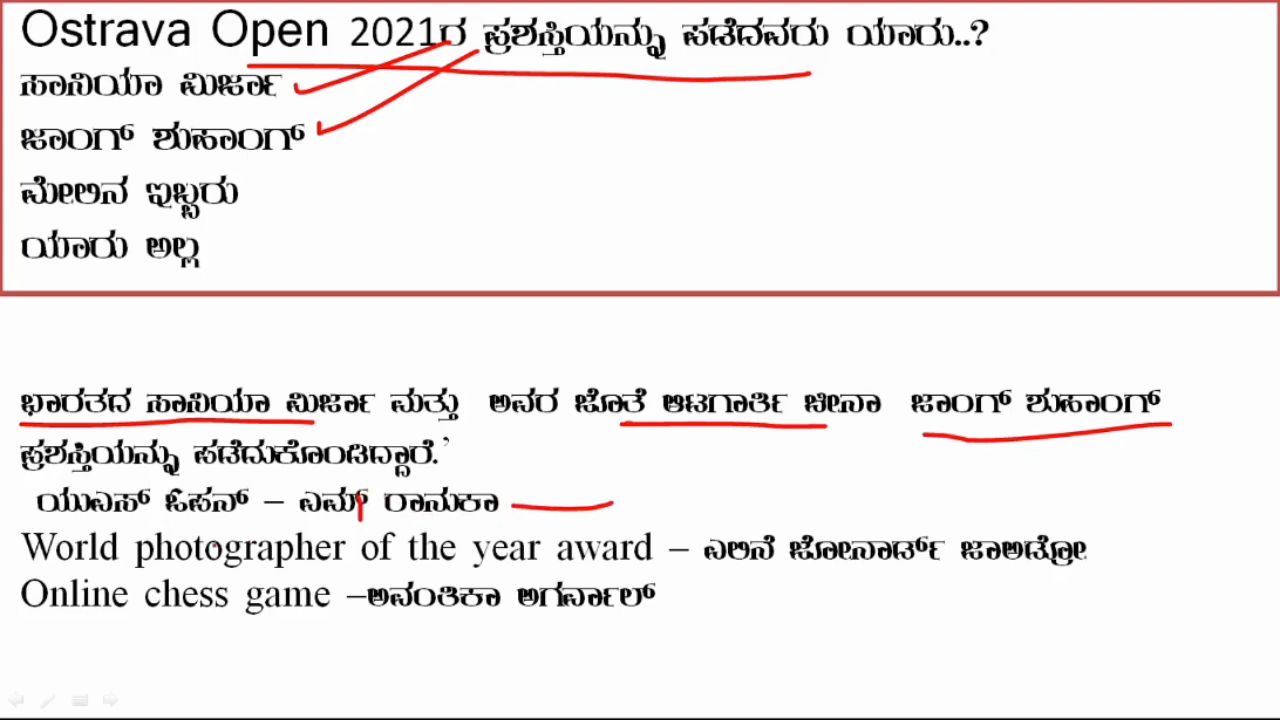 Ostrava Open 2021ರ ಪ್ರಶಸ್ತಿಯನ್ನು ಪಡೆದವರು ಯಾರು..?
ಸಾನಿಯಾ ಮಿರ್ಜಾ
ಜಾಂಗ್ ಶುಹಾಂಗ್
ಮೇಲಿನ ಇಬ್ಬರು
ಯಾರು ಅಲ್ಲ
ಭಾರತದ ಸಾನಿಯಾ ಮಿರ್ಜಾ ಮತ್ತು ಅವರ ಜೊತೆ ಆಟಗಾರ್ತಿ ಚೀನಾ ಜಾಂಗ್ ಶುಹಾಂಗ್
ಪ್ರಶಸ್ತಿಯನ್ನು ಪಡೆದುಕೊಂಡಿದ್ದಾರೆ.’
ಯುಎಸ್ ಓಪನ್ – ಎಮ್ ರಾನುಕಾ
World photographer of the year award – ಎಲಿನೆ ಜೋನಾರ್ಡ್ ಜಾಅಡ್ರೋ
Online chess game –ಅವಂತಿಕಾ ಅಗರ್ವಾಲ್